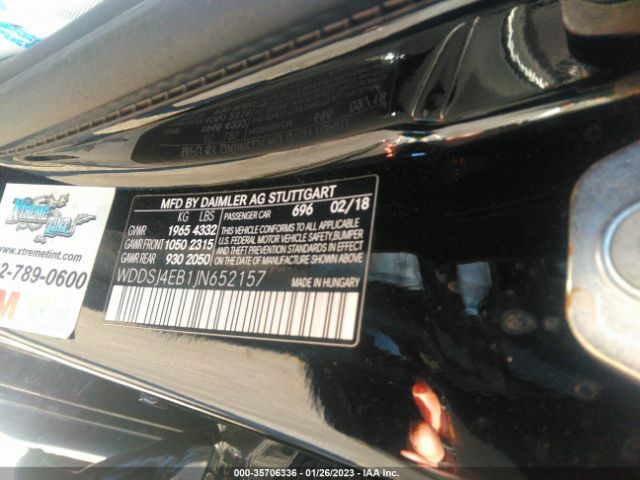 MFD BY DAIMLER AG STUTTGART
KG LBS PASSENGER CAR 696 02/18
GVWR 1965 4332
GAWR FRONT 1050 2315
GAWR REAR 930 2050
THIS VEHICLE CONFORMS TO ALL APPLICABLE
U.S. FEDERAL MOTOR VEHICLE SAFETY, BUMPER
AND THEFT PREVENTION STANDARDS IN EFFECT ON
THE DATE OF MANUFACTURE SHOWN ABOVE.
WDDSJ4EB1JN652157
MADE IN HUNGARY
XTREME
TINT
www.xtremetint.com
2-789-0600
000-35706336 - 01/26/2023 - IAA Inc.